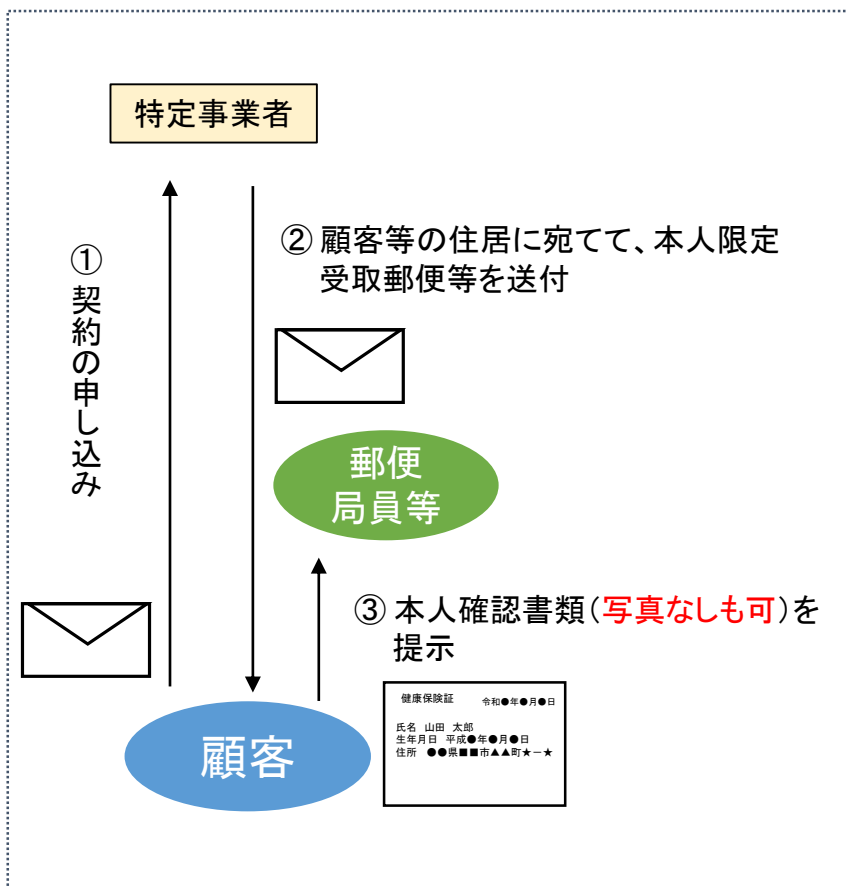 特定事業者
①
契約の申し込み
② 顧客等の住居に宛てて、本人限定
受取郵便等を送付
郵便
局員等
③ 本人確認書類(写真なしも可)を
提示
顧客
健康保険証 令和●年●月●日
氏名 山田 太郎
生年月日 平成●年●月●日
住所 ●●県■■市▲▲町★ー★